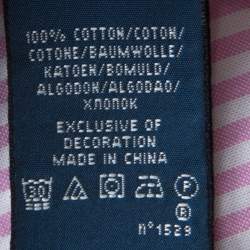 100% COTTON/COTON/
COTONE/BAUMWOLLE/
KATOEN/BOMULD/
/ALGODON/ALGODAO/
ХЛОПОК
EXCLUSIVE OF
DECORATION
MADE IN CHINA
30 P
B
n°1529